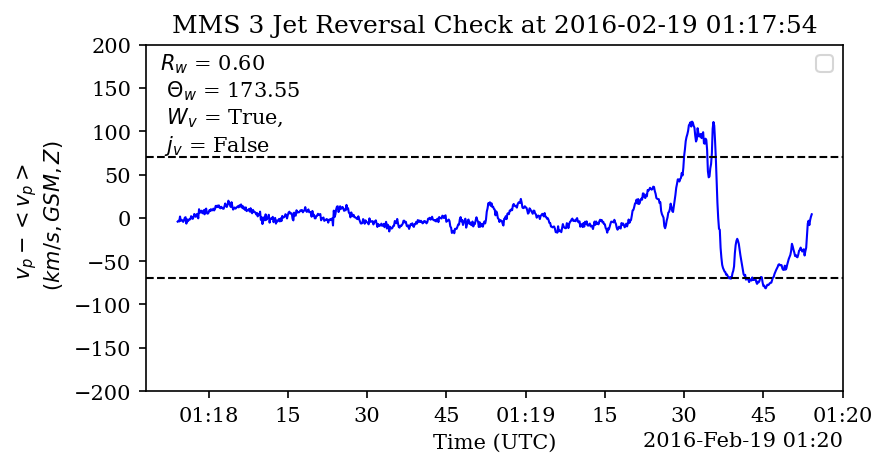 MMS 3 Jet Reversal Check at 2016-02-19 01:17:54
R_w = 0.60
Θ_w = 173.55
W_v = True,
j_v = False
v_p − < v_p >
(km/s, GSM, Z)
200
150
100
50
0
−50
−100
−150
−200
01:18 15 30 45 01:19 15 30 45 01:20
Time (UTC)
2016-Feb-19 01:20